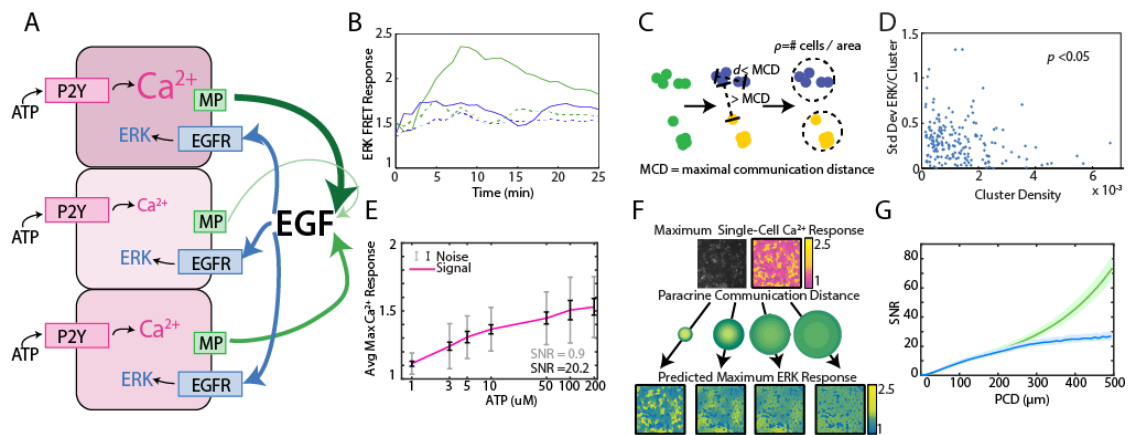 A
P2Y
Ca²⁺
MP
ATP
ERK
EGFR
P2Y
Ca²⁺
MP
ATP
ERK
EGFR
EGF
P2Y
Ca²⁺
MP
ATP
ERK
EGFR
B
ERK FRET Response
2.5
2
1.5
1
0
5
10
15
20
25
Time (min)
C
ρ=# cells / area
d< MCD
> MCD
MCD = maximal communication distance
D
Std Dev ERK/Cluster
1.5
1
0.5
0
p <0.05
0
2
4
6
Cluster Density
x 10⁻³
E
Avg Max Ca²⁺ Response
2
1.5
1
Noise
Signal
SNR = 0.9
SNR=20.2
1
3
5
10
50
100
200
ATP (uM)
F
Maximum Single-Cell Ca²⁺ Response
2.5
1
Paracrine Communication Distance
Predicted Maximum ERK Response
2.5
1
G
SNR
80
60
40
20
0
0
100
200
300
400
500
PCD (μm)